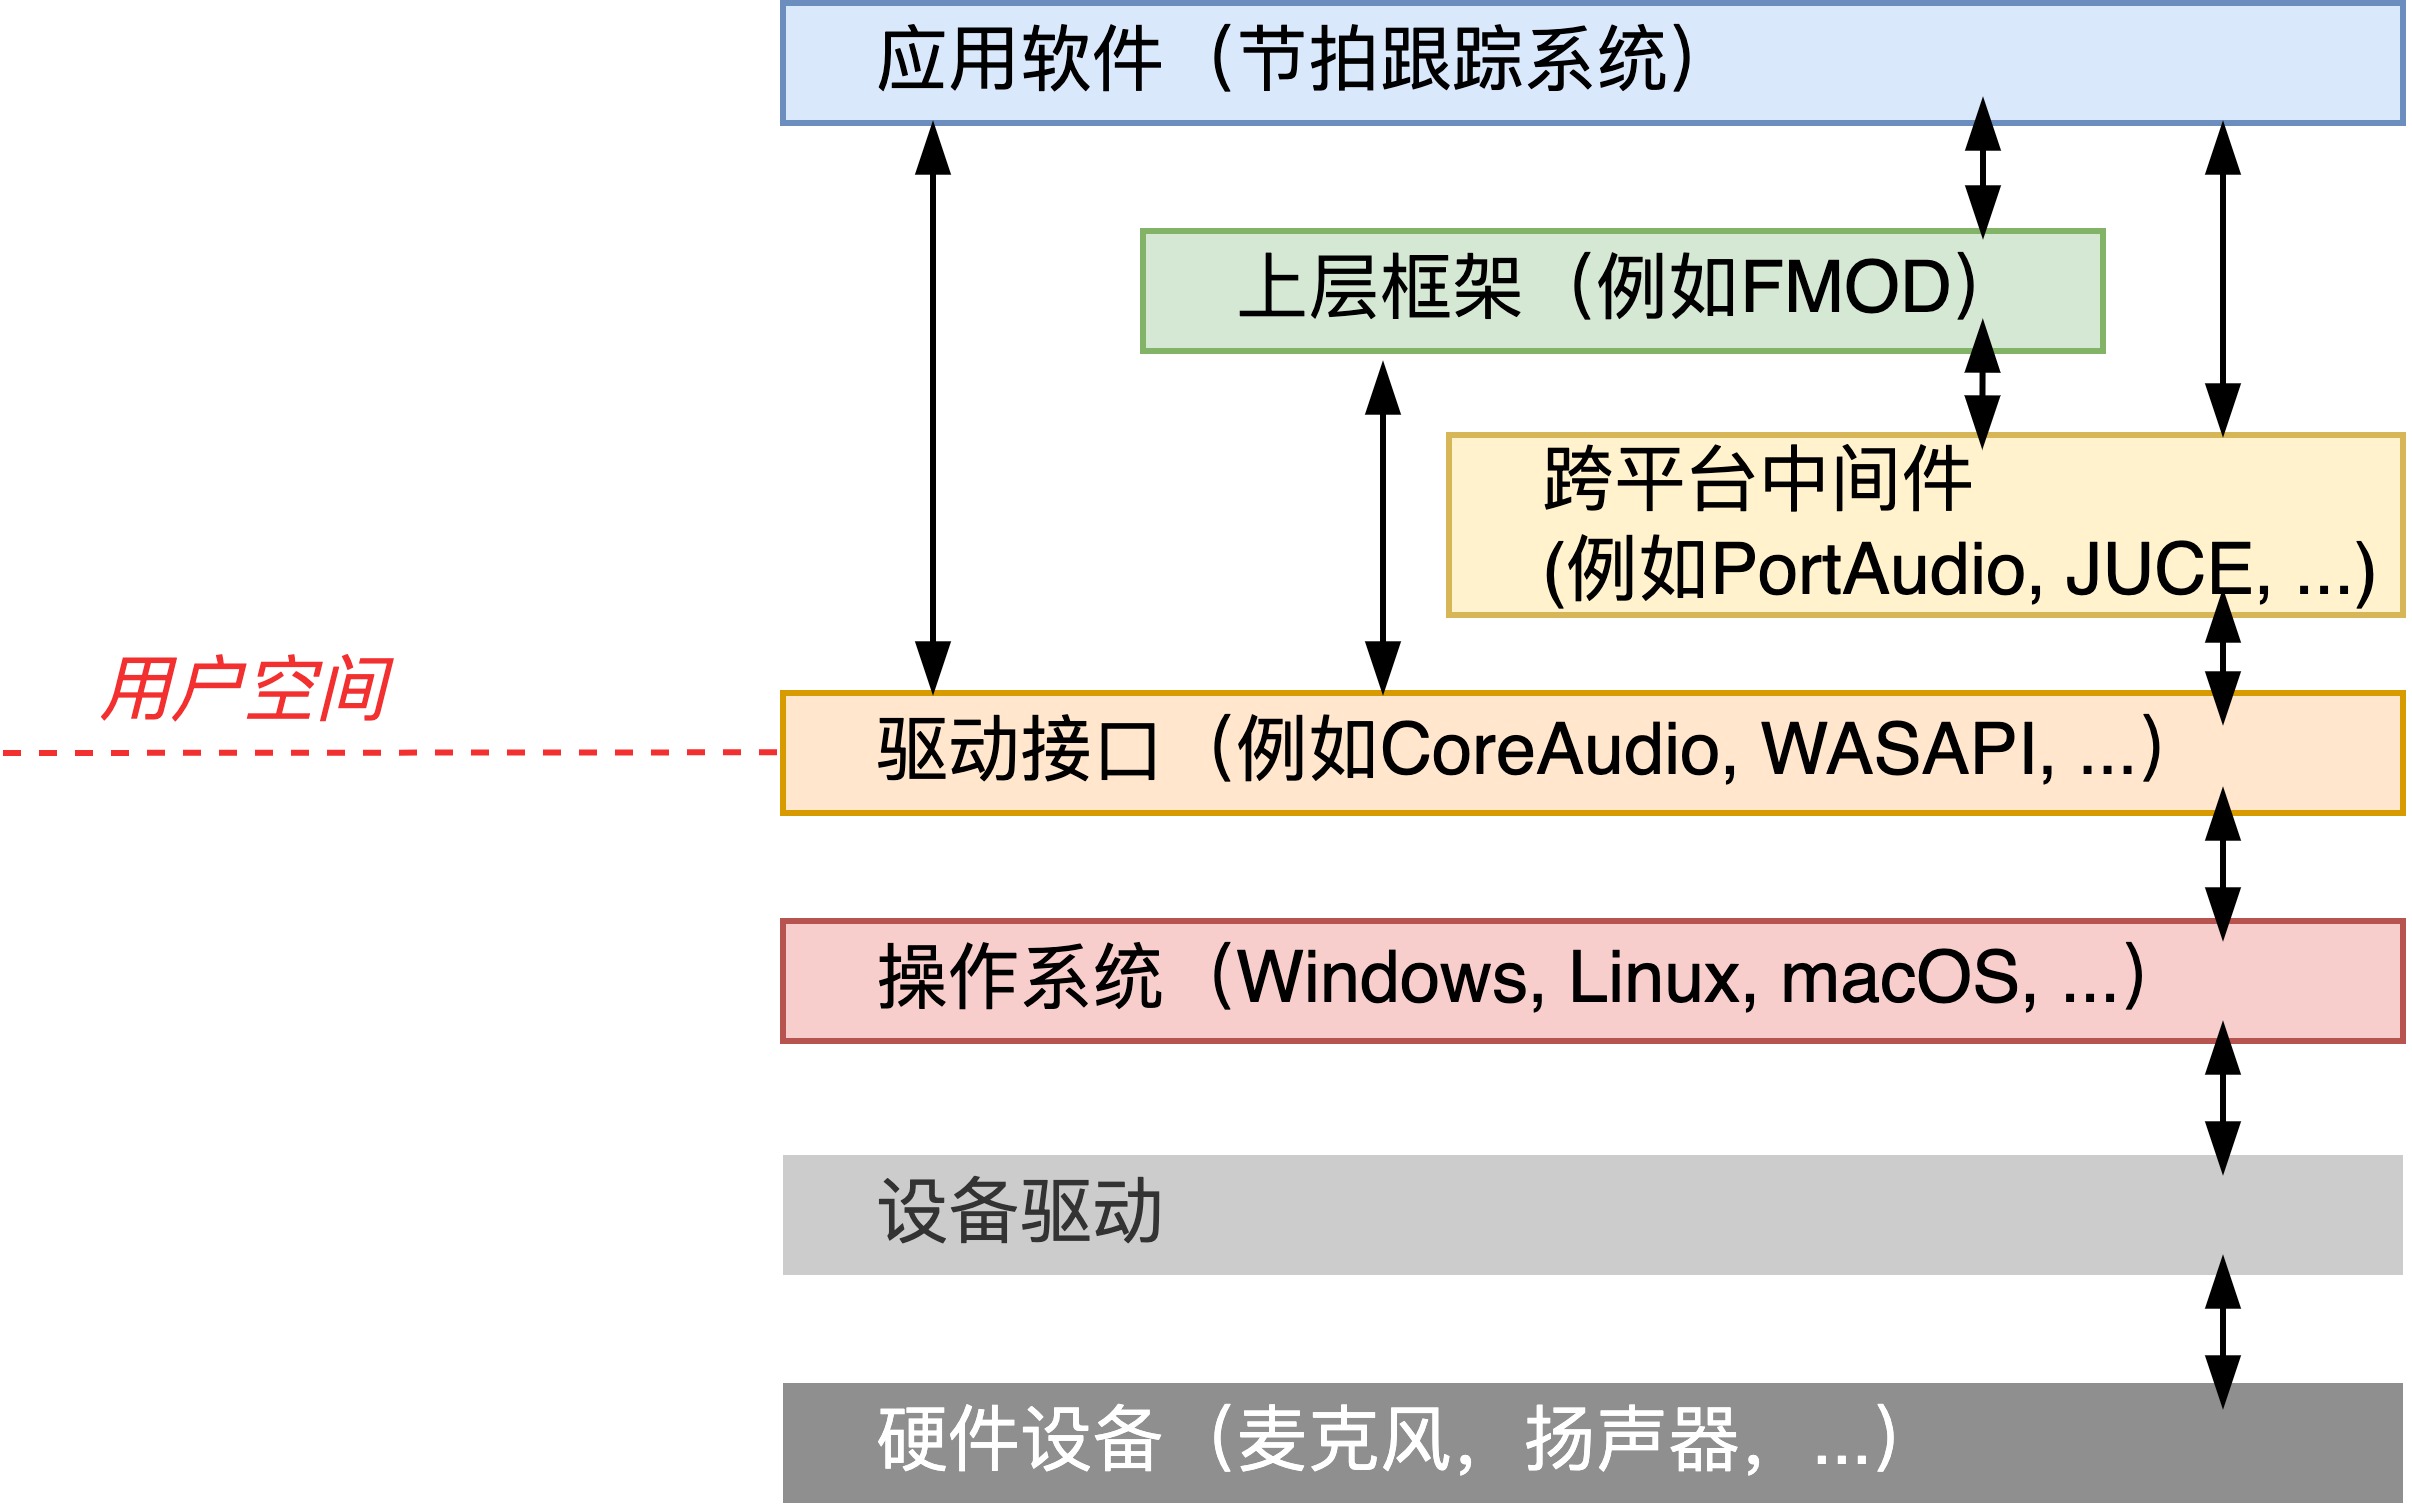 应用软件（节拍跟踪系统）
上层框架（例如FMOD）
跨平台中间件
(例如PortAudio, JUCE, ...)
用户空间
驱动接口（例如CoreAudio, WASAPI, ...）
操作系统（Windows, Linux, macOS, ...）
设备驱动
硬件设备（麦克风，扬声器，...）